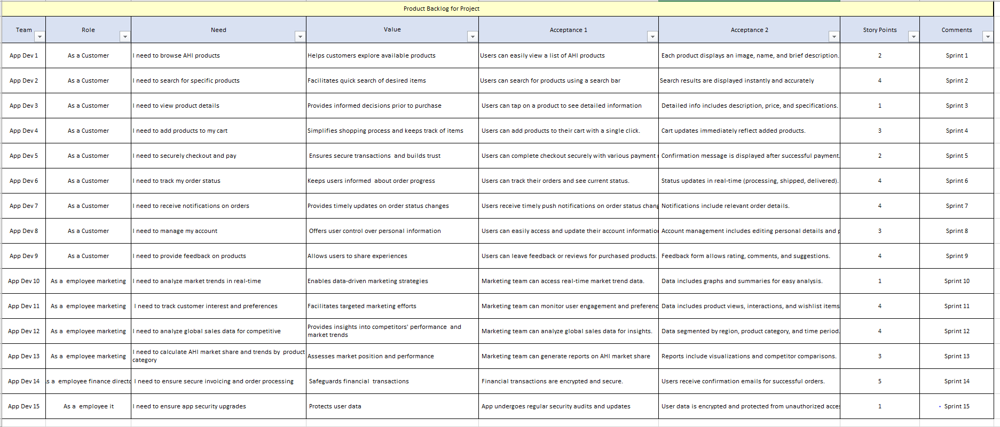 Product Backlog for Project
Team Role Need Value Acceptance 1 Acceptance 2 Story Points Comments
App Dev 1 As a Customer I need to browse AHI products Helps customers explore available products Users can easily view a list of AHI products Each product displays an image, name, and brief description. 2 Sprint 1
App Dev 2 As a Customer I need to search for specific products Facilitates quick search of desired items Users can search for products using a search bar Search results are displayed instantly and accurately 4 Sprint 2
App Dev 3 As a Customer I need to view product details Provides informed decisions prior to purchase Users can tap on a product to see detailed information Detailed info includes description, price, and specifications. 1 Sprint 3
App Dev 4 As a Customer I need to add products to my cart Simplifies shopping process and keeps track of items Users can add products to their cart with a single click. Cart updates immediately reflect added products. 3 Sprint 4
App Dev 5 As a Customer I need to securely checkout and pay Ensures secure transactions and builds trust Users can complete checkout securely with various payment Confirmation message is displayed after successful payment. 2 Sprint 5
App Dev 6 As a Customer I need to track my order status Keeps users informed about order progress Users can track their orders and see current status. Status updates in real-time (processing, shipped, delivered). 4 Sprint 6
App Dev 7 As a Customer I need to receive notifications on orders Provides timely updates on order status changes Users receive timely push notifications on order status chang Notifications include relevant order details. 4 Sprint 7
App Dev 8 As a Customer I need to manage my account Offers user control over personal information Users can easily access and update their account informatio Account management includes editing personal details and 3 Sprint 8
App Dev 9 As a Customer I need to provide feedback on products Allows users to share experiences Users can leave feedback or reviews for purchased products. Feedback form allows rating, comments, and suggestions. 4 Sprint 9
App Dev 10 As a employee marketing I need to analyze market trends in real-time Enables data-driven marketing strategies Marketing team can access real-time market trend data. Data includes graphs and summaries for easy analysis. 1 Sprint 10
App Dev 11 As a employee marketing I need to track customer interest and preferences Facilitates targeted marketing efforts Marketing team can monitor user engagement and preferenc Data includes product views, interactions, and wishlist items 4 Sprint 11
App Dev 12 As a employee marketing I need to analyze global sales data for competitive Provides insights into competitors' performance and
market trends Marketing team can analyze global sales data for insights. Data segmented by region, product category, and time period. 4 Sprint 12
App Dev 13 As a employee marketing I need to calculate AHI market share and trends by product
category Assesses market position and performance Marketing team can generate reports on AHI market share Reports include visualizations and competitor comparisons. 3 Sprint 13
App Dev 14 s a employee finance directo I need to ensure secure invoicing and order processing Safeguards financial transactions Financial transactions are encrypted and secure. Users receive confirmation emails for successful orders. 5 Sprint 14
App Dev 15 As a employee it I need to ensure app security upgrades Protects user data App undergoes regular security audits and updates User data is encrypted and protected from unauthorized acce 1 Sprint 15